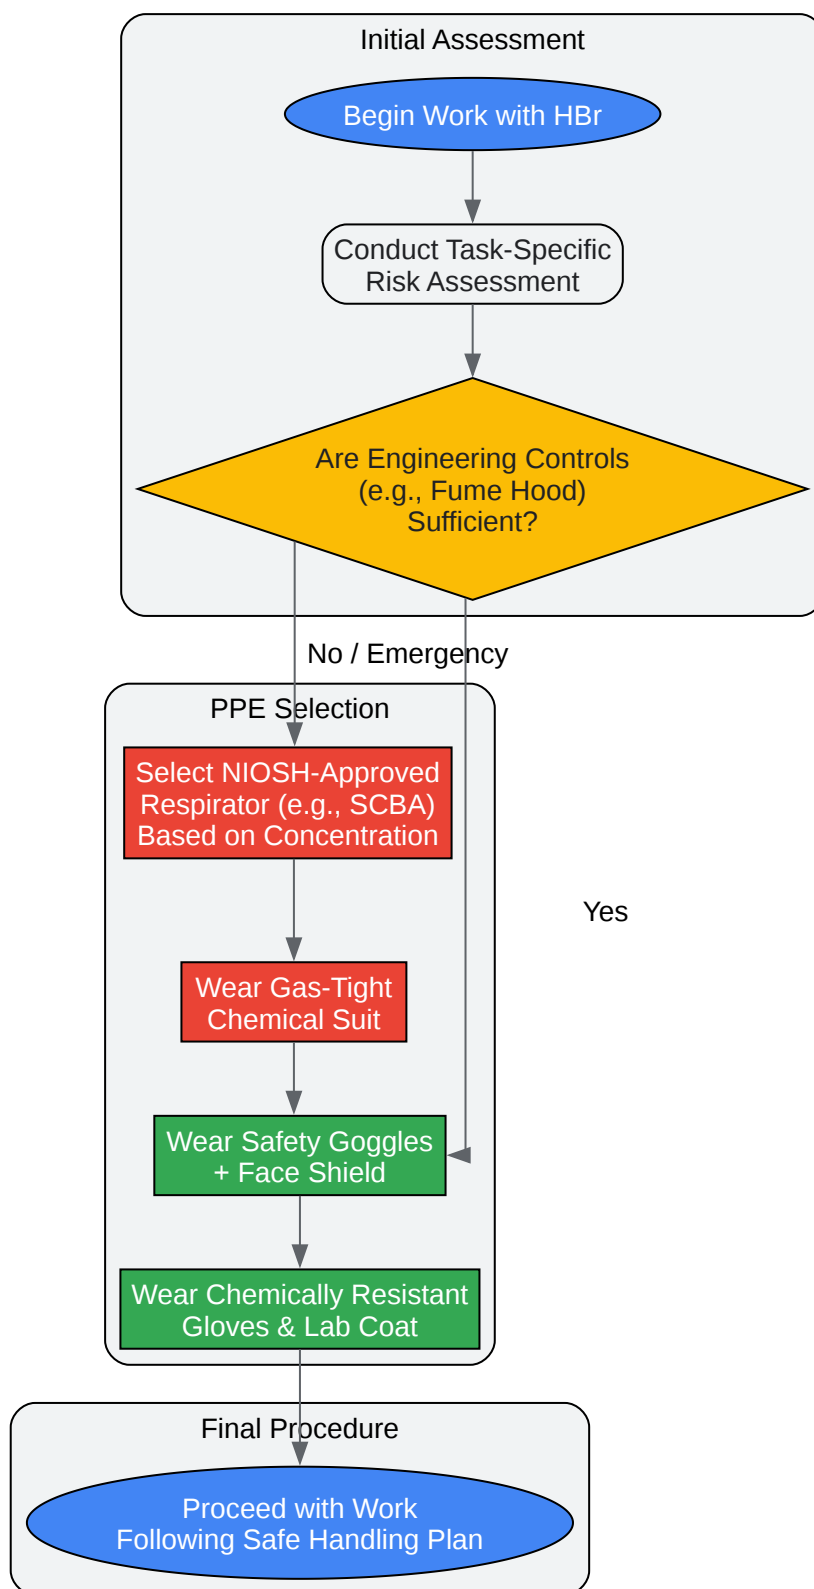 Initial Assessment
Begin Work with HBr
Conduct Task-Specific
Risk Assessment
Are Engineering Controls
(e.g., Fume Hood)
Sufficient?
No / Emergency
PPE Selection
Select NIOSH-Approved
Respirator (e.g., SCBA)
Based on Concentration
Yes
Wear Gas-Tight
Chemical Suit
Wear Safety Goggles
+ Face Shield
Wear Chemically Resistant
Gloves & Lab Coat
Final Procedure
Proceed with Work
Following Safe Handling Plan